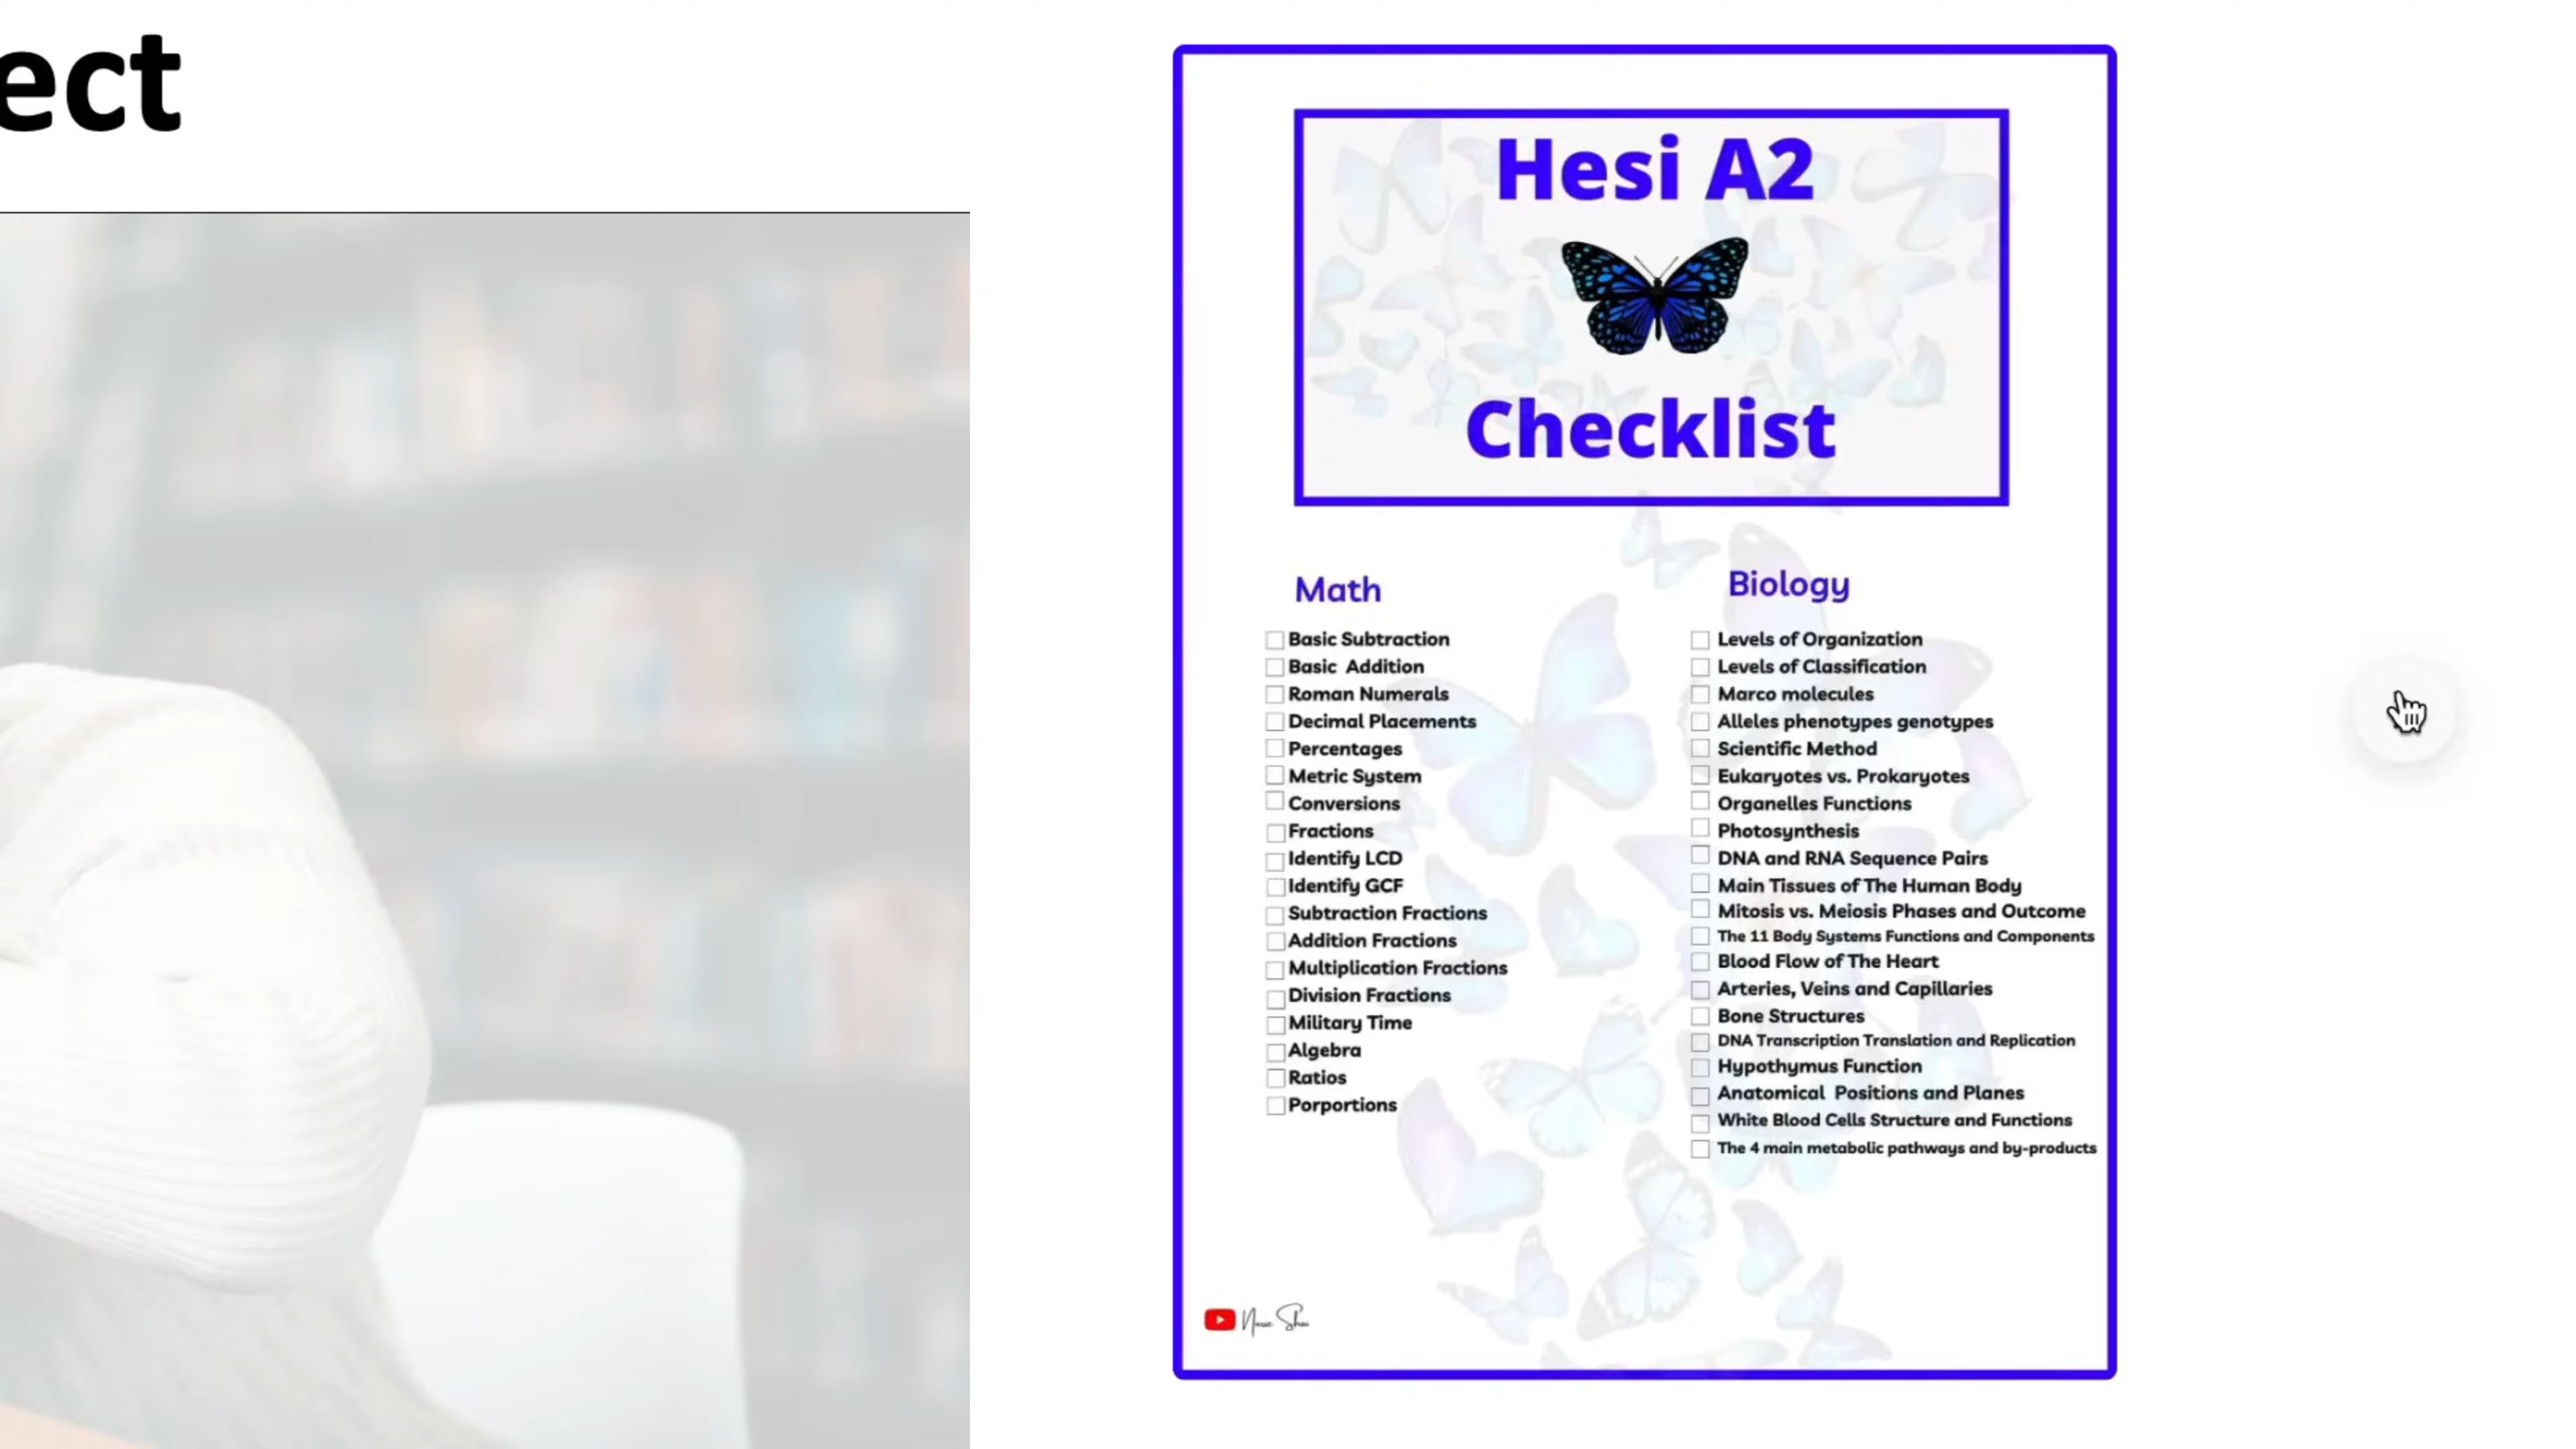 ect
Hesi A2
Checklist
Math
Basic Subtraction
Basic Addition
Roman Numerals
Decimal Placements
Percentages
Metric System
Conversions
Fractions
Identify LCD
Identify GCF
Subtraction Fractions
Addition Fractions
Multiplication Fractions
Division Fractions
Military Time
Algebra
Ratios
Porportions
Biology
Levels of Organization
Levels of Classification
Marco molecules
Alleles phenotypes genotypes
Scientific Method
Eukaryotes vs. Prokaryotes
Organelles Functions
Photosynthesis
DNA and RNA Sequence Pairs
Main Tissues of The Human Body
Mitosis vs. Meiosis Phases and Outcome
The 11 Body Systems Functions and Components
Blood Flow of The Heart
Arteries, Veins and Capillaries
Bone Structures
DNA Transcription Translation and Replication
Hypothymus Function
Anatomical Positions and Planes
White Blood Cells Structure and Functions
The 4 main metabolic pathways and by-products